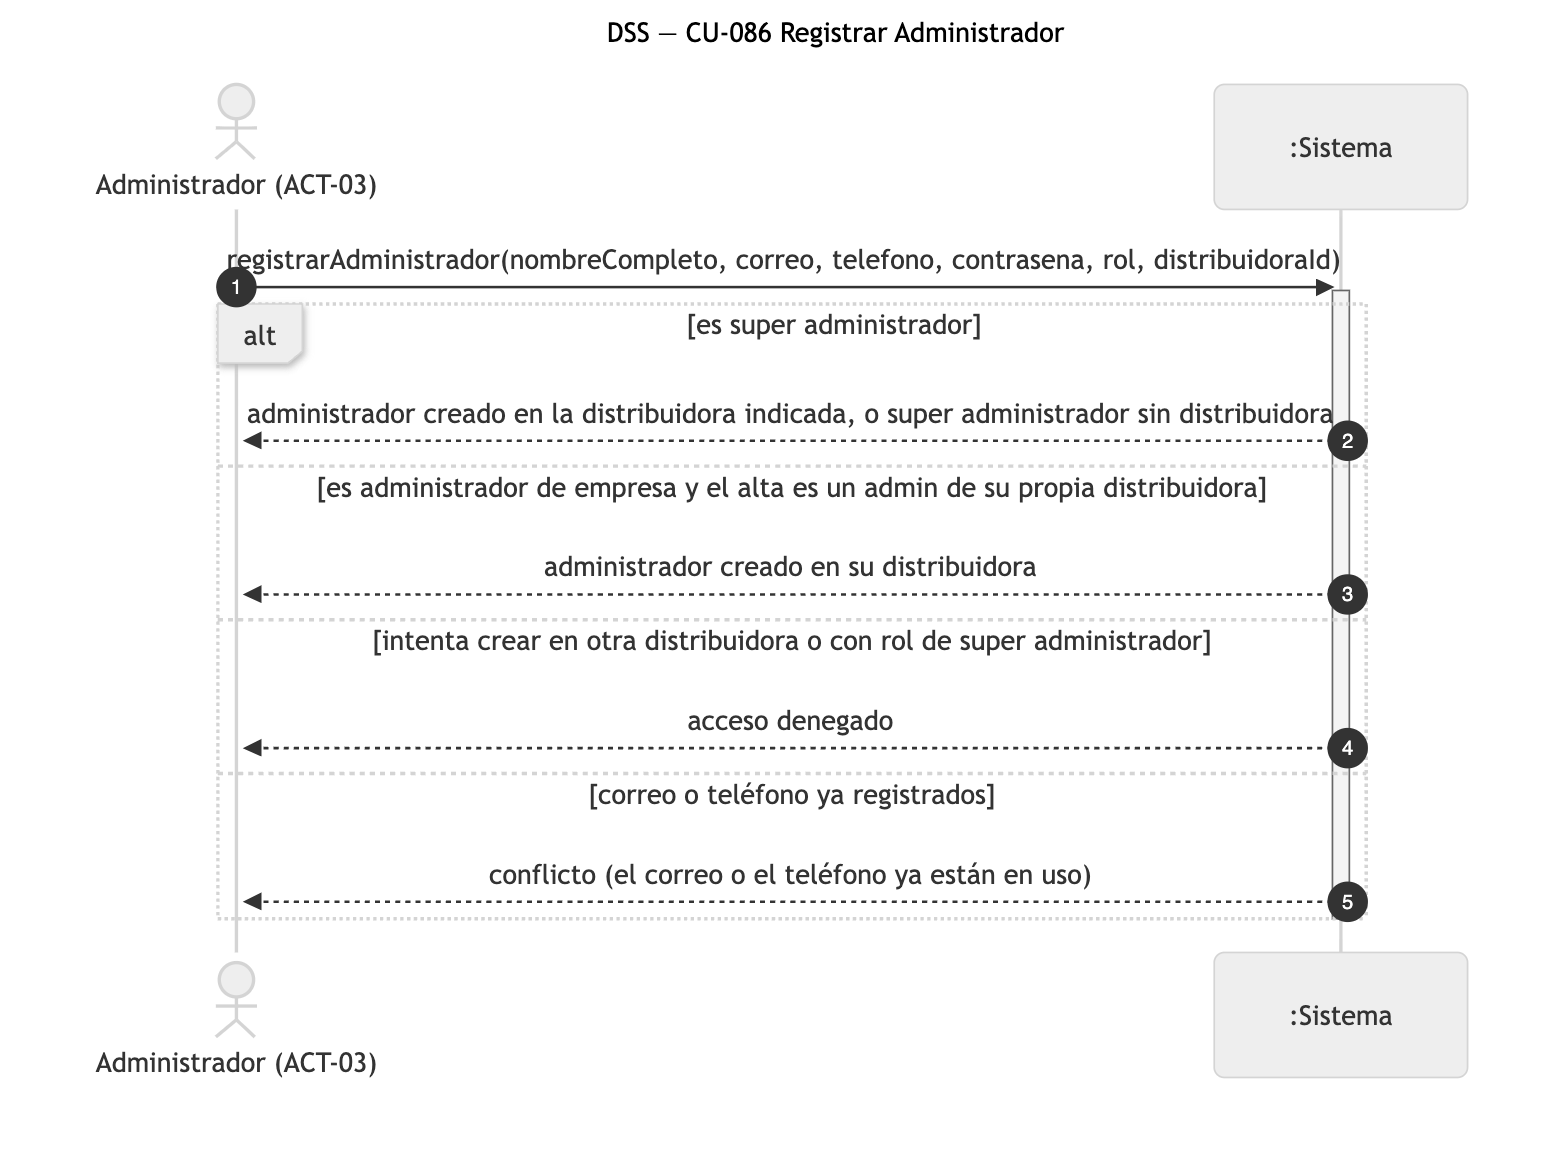 DSS — CU-086 Registrar Administrador
Administrador (ACT-03)
:Sistema
registrarAdministrador(nombreCompleto, correo, telefono, contrasena, rol, distribuidoraId)
1
alt
[es super administrador]
administrador creado en la distribuidora indicada, o super administrador sin distribuidora
2
[es administrador de empresa y el alta es un admin de su propia distribuidora]
administrador creado en su distribuidora
3
[intenta crear en otra distribuidora o con rol de super administrador]
acceso denegado
4
[correo o teléfono ya registrados]
conflicto (el correo o el teléfono ya están en uso)
5
Administrador (ACT-03)
:Sistema